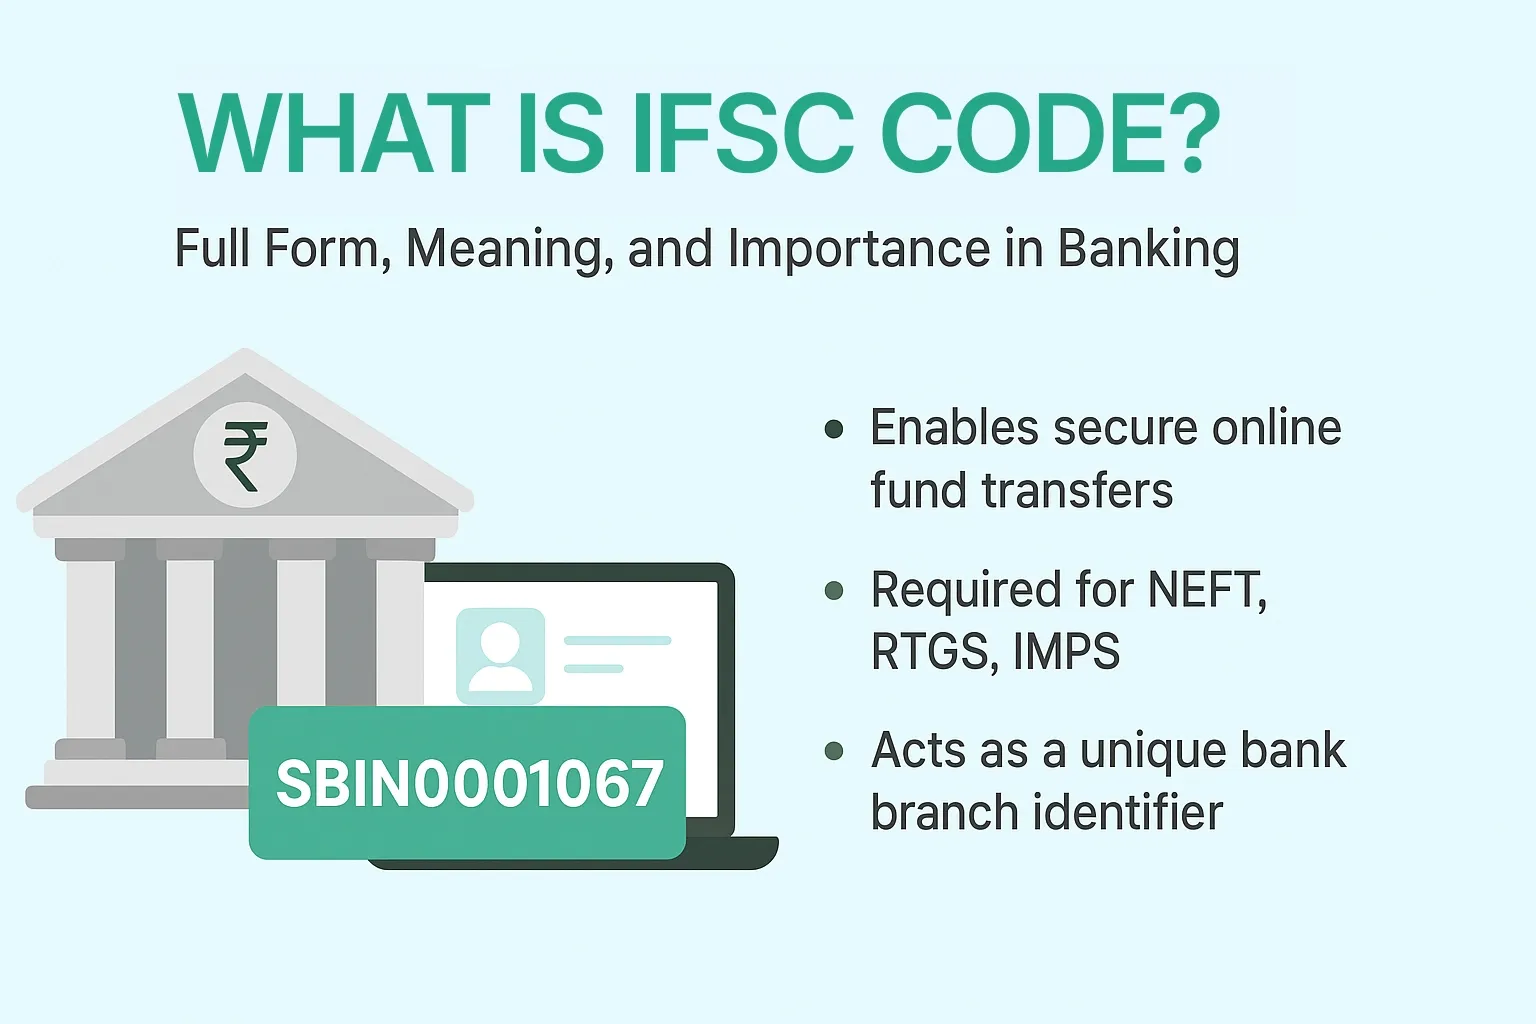 WHAT IS IFSC CODE?
Full Form, Meaning, and Importance in Banking
₹
• Enables secure online
fund transfers
• Required for NEFT,
RTGS, IMPS
• Acts as a unique bank
branch identifier
SBIN0001067